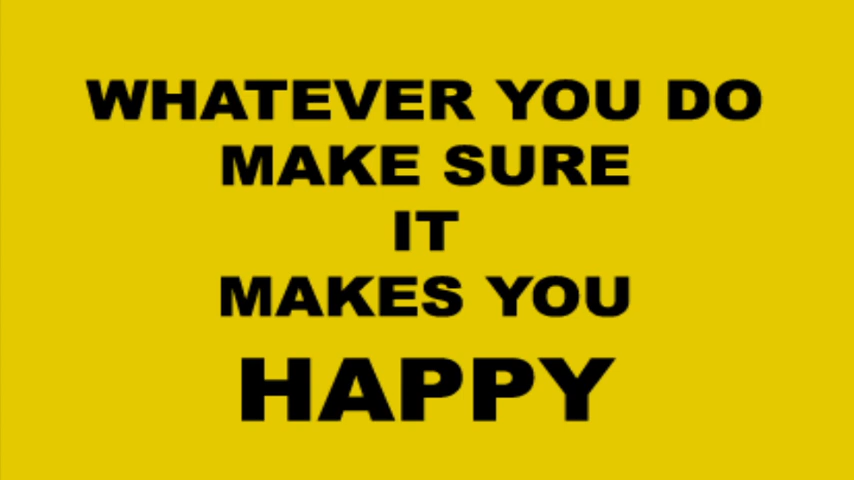 WHATEVER YOU DO
MAKE SURE
IT
MAKES YOU
HAPPY